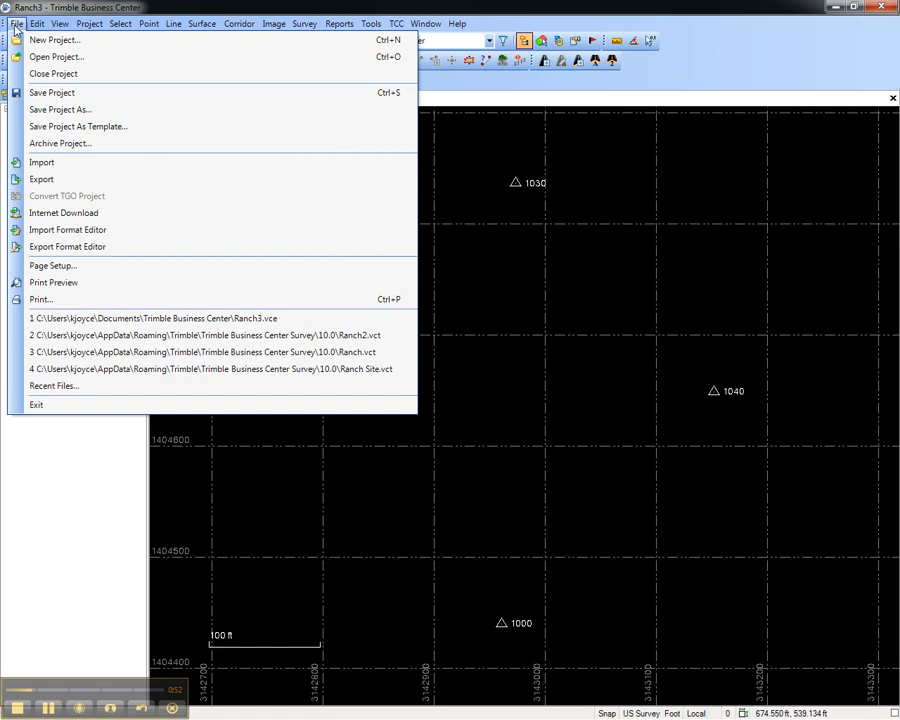 Ranch3 - Trimble Business Center
File Edit View Project Select Point Line Surface Corridor Image Survey Reports Tools TCC Window Help
New Project... Ctrl+N
Open Project... Ctrl+O
Close Project
Save Project Ctrl+S
Save Project As...
Save Project As Template...
Archive Project...
Import
Export
Convert TGO Project
Internet Download
Import Format Editor
Export Format Editor
Page Setup...
Print Preview
Print... Ctrl+P
1 C:\Users\kjoyce\Documents\Trimble Business Center\Ranch3.vce
2 C:\Users\kjoyce\AppData\Roaming\Trimble\Trimble Business Center Survey\10.0\Ranch2.vct
3 C:\Users\kjoyce\AppData\Roaming\Trimble\Trimble Business Center Survey\10.0\Ranch.vct
4 C:\Users\kjoyce\AppData\Roaming\Trimble\Trimble Business Center Survey\10.0\Ranch Site.vct
Recent Files...
Exit
1030
1040
1404600
1404500
1000
100 ft
1404400
3142700 3142800 3142900 3143000 3143100 3143200 3143300
0:52
Snap US Survey Foot Local 0 674.550 ft, 539.134 ft